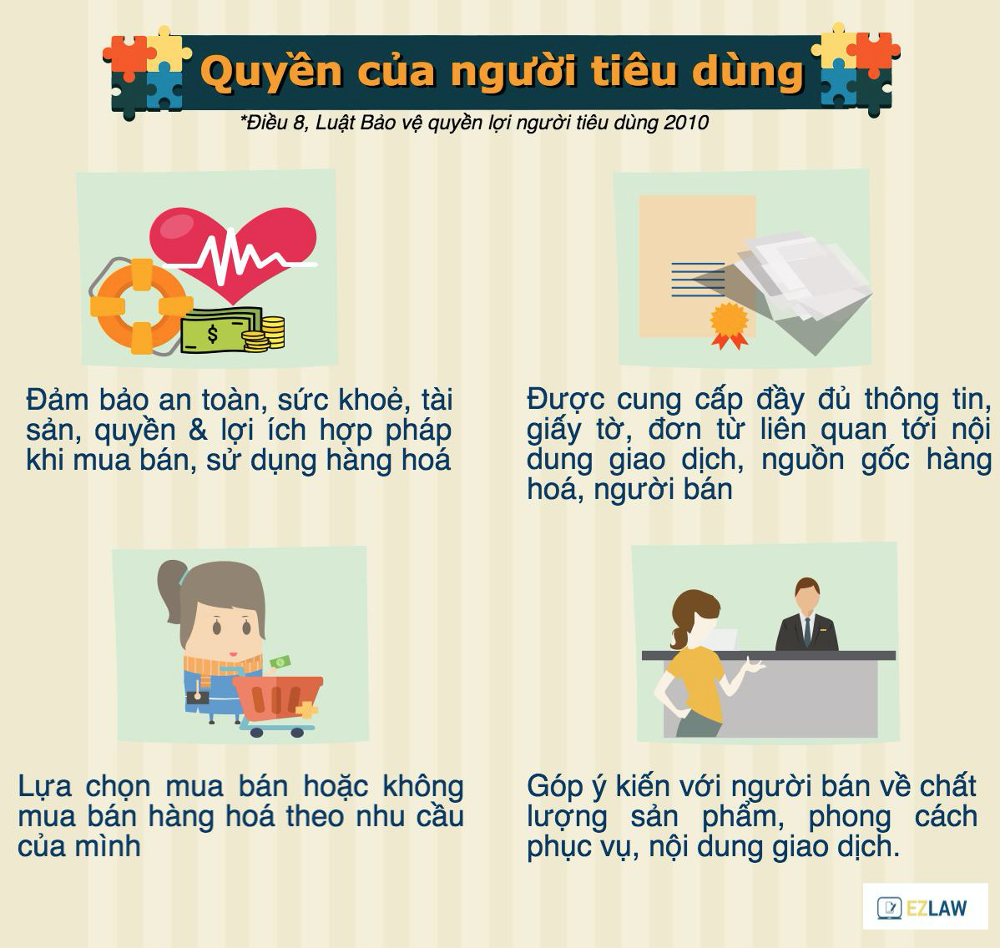 Quyền của người tiêu dùng
*Điều 8, Luật Bảo vệ quyền lợi người tiêu dùng 2010
$
Đảm bảo an toàn, sức khoẻ, tài
sản, quyền & lợi ích hợp pháp
khi mua bán, sử dụng hàng hoá
Được cung cấp đầy đủ thông tin,
giấy tờ, đơn từ liên quan tới nội
dung giao dịch, nguồn gốc hàng
hoá, người bán
Lựa chọn mua bán hoặc không
mua bán hàng hoá theo nhu cầu
của mình
Góp ý kiến với người bán về chất
lượng sản phẩm, phong cách
phục vụ, nội dung giao dịch.
EZLAW